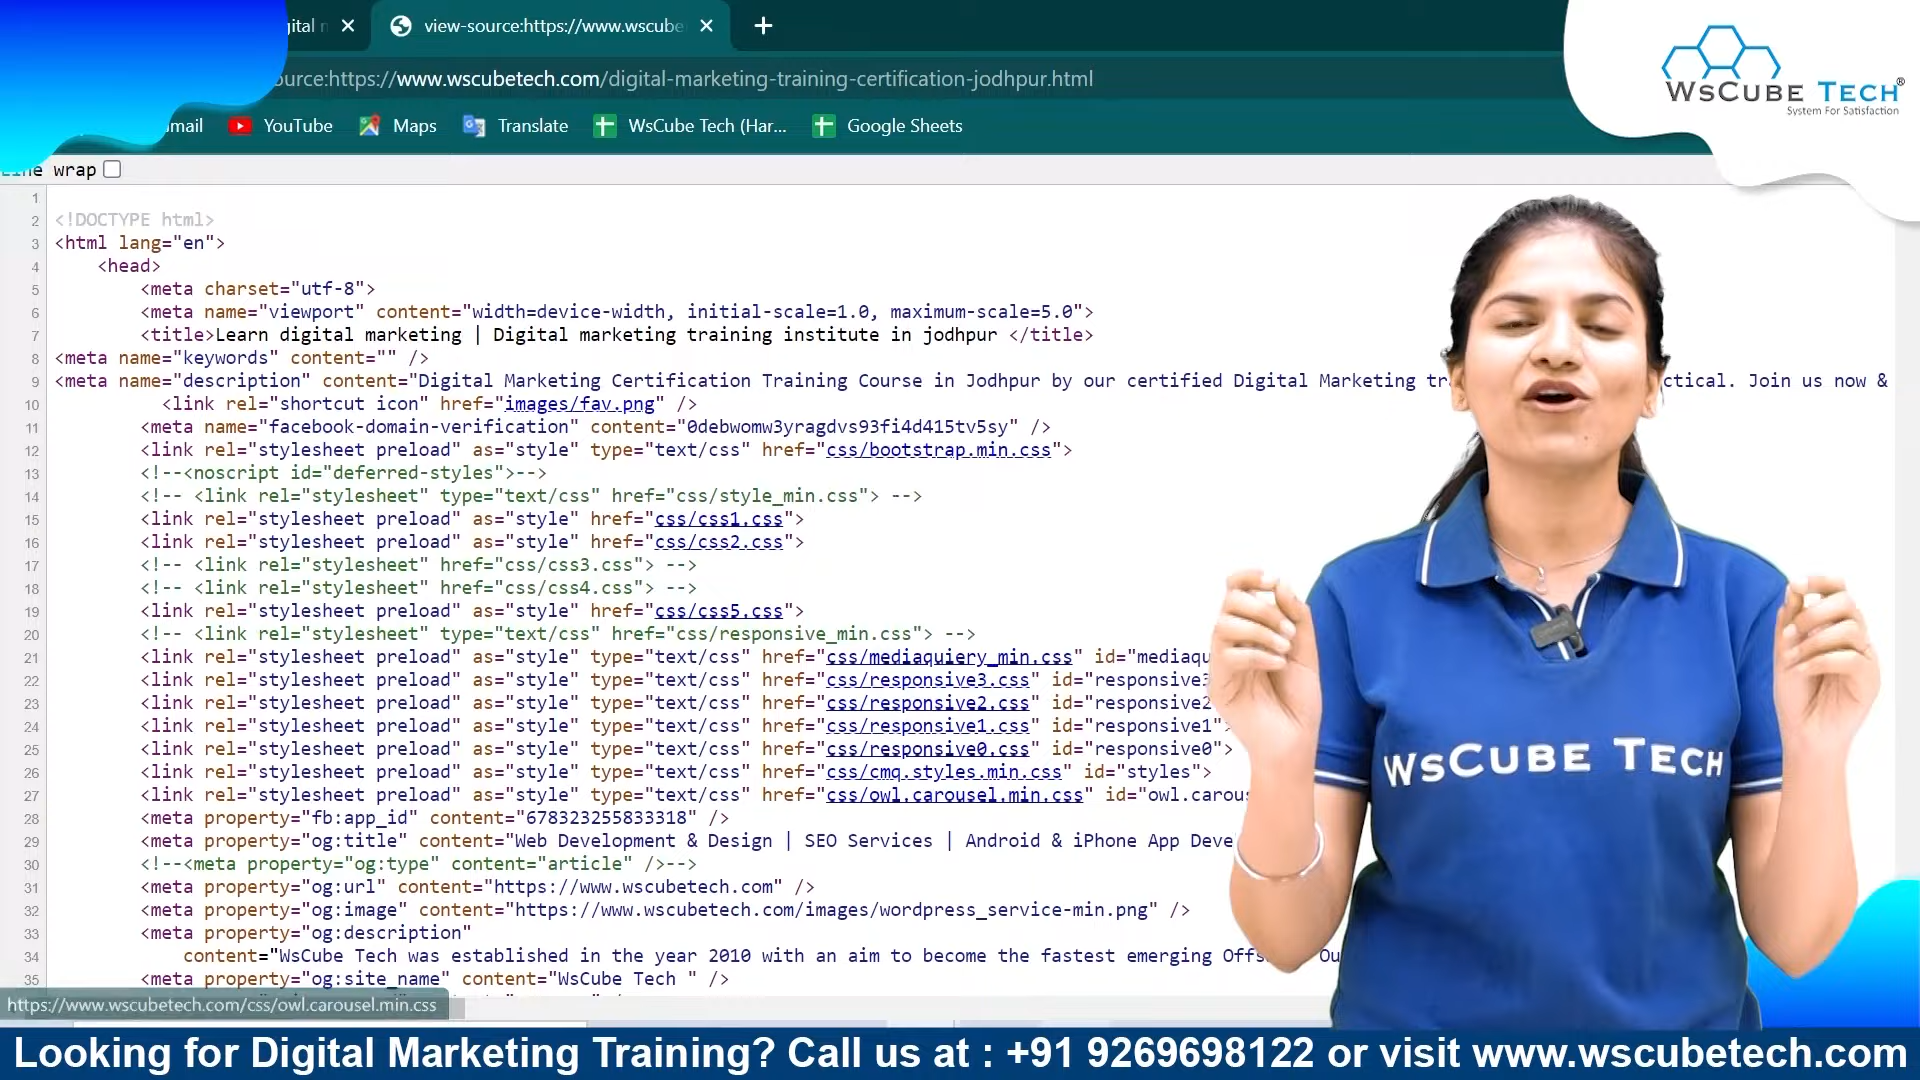 view-source:https://www.wscube
ource:https://www.wscubetech.com/digital-marketing-training-certification-jodhpur.html
WSCUBE TECH®
System For Satisfaction
YouTube
Maps
Translate
WsCube Tech (Har...
Google Sheets
wrap
1
2 <!DOCTYPE html>
3 <html lang="en">
4 <head>
5 <meta charset="utf-8">
6 <meta name="viewport" content="width=device-width, initial-scale=1.0, maximum-scale=5.0">
7 <title>Learn digital marketing | Digital marketing training institute in jodhpur </title>
8 <meta name="keywords" content="" />
9 <meta name="description" content="Digital Marketing Certification Training Course in Jodhpur by our certified Digital Marketing tr ctical. Join us now &
10 <link rel="shortcut icon" href="images/fav.png" />
11 <meta name="facebook-domain-verification" content="0debwomw3yragdvs93fi4d415tv5sy" />
12 <link rel="stylesheet preload" as="style" type="text/css" href="css/bootstrap.min.css">
13 <!--<noscript id="deferred-styles">-->
14 <!-- <link rel="stylesheet" type="text/css" href="css/style_min.css"> -->
15 <link rel="stylesheet preload" as="style" href="css/css1.css">
16 <link rel="stylesheet preload" as="style" href="css/css2.css">
17 <!-- <link rel="stylesheet" href="css/css3.css"> -->
18 <!-- <link rel="stylesheet" href="css/css4.css"> -->
19 <link rel="stylesheet preload" as="style" href="css/css5.css">
20 <!-- <link rel="stylesheet" type="text/css" href="css/responsive_min.css"> -->
21 <link rel="stylesheet preload" as="style" type="text/css" href="css/mediaquiery_min.css" id="mediaqu
22 <link rel="stylesheet preload" as="style" type="text/css" href="css/responsive3.css" id="responsive3
23 <link rel="stylesheet preload" as="style" type="text/css" href="css/responsive2.css" id="responsive2
24 <link rel="stylesheet preload" as="style" type="text/css" href="css/responsive1.css" id="responsive1">
25 <link rel="stylesheet preload" as="style" type="text/css" href="css/responsive0.css" id="responsive0">
26 <link rel="stylesheet preload" as="style" type="text/css" href="css/cmq.styles.min.css" id="styles">
27 <link rel="stylesheet preload" as="style" type="text/css" href="css/owl.carousel.min.css" id="owl.carous
28 <meta property="fb:app_id" content="678323255833318" />
29 <meta property="og:title" content="Web Development & Design | SEO Services | Android & iPhone App Deve
30 <!--<meta property="og:type" content="article" />-->
31 <meta property="og:url" content="https://www.wscubetech.com" />
32 <meta property="og:image" content="https://www.wscubetech.com/images/wordpress_service-min.png" />
33 <meta property="og:description"
34 content="WsCube Tech was established in the year 2010 with an aim to become the fastest emerging Offs Ou
35 <meta property="og:site_name" content="WsCube Tech " />
https://www.wscubetech.com/css/owl.carousel.min.css
WSCUBE TECH
Looking for Digital Marketing Training? Call us at : +91 9269698122 or visit www.wscubetech.com